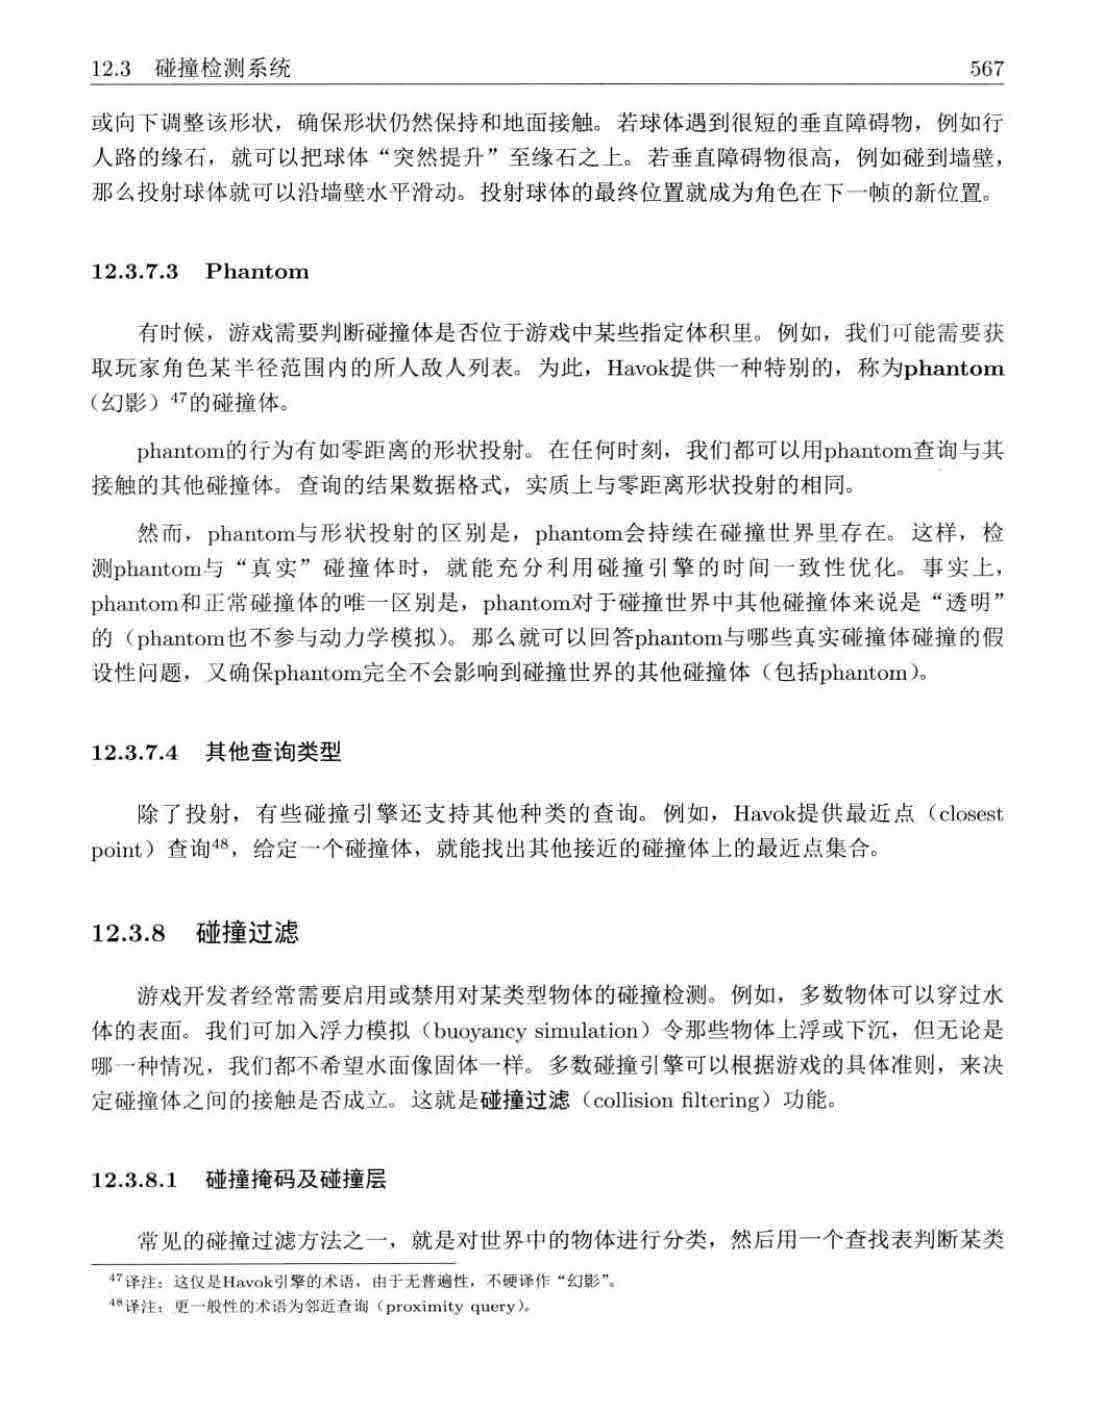 12.3 碰撞检测系统 567
或向下调整该形状，确保形状仍然保持和地面接触。若球体遇到很短的垂直障碍物，例如行
人路的缘石，就可以把球体“突然提升”至缘石之上。若垂直障碍物很高，例如碰到墙壁，
那么投射球体就可以沿墙壁水平滑动。投射球体的最终位置就成为角色在下一帧的新位置。
12.3.7.3 Phantom
有时候，游戏需要判断碰撞体是否位于游戏中某些指定体积里。例如，我们可能需要获
取玩家角色某半径范围内的所人敌人列表。为此，Havok提供一种特别的，称为phantom
（幻影）47的碰撞体。
phantom的行为有如零距离的形状投射。在任何时刻，我们都可以用phantom查询与其
接触的其他碰撞体。查询的结果数据格式，实质上与零距离形状投射的相同。
然而，phantom与形状投射的区别是，phantom会持续在碰撞世界里存在。这样，检
测phantom与“真实”碰撞体时，就能充分利用碰撞引擎的时间一致性优化。事实上，
phantom和正常碰撞体的唯一区别是，phantom对于碰撞世界中其他碰撞体来说是“透明”
的（phantom也不参与动力学模拟）。那么就可以回答phantom与哪些真实碰撞体碰撞的假
设性问题，又确保phantom完全不会影响到碰撞世界的其他碰撞体（包括phantom）。
12.3.7.4 其他查询类型
除了投射，有些碰撞引擎还支持其他种类的查询。例如，Havok提供最近点（closest
point）查询48，给定一个碰撞体，就能找出其他接近的碰撞体上的最近点集合。
12.3.8 碰撞过滤
游戏开发者经常需要启用或禁用对某类型物体的碰撞检测。例如，多数物体可以穿过水
体的表面。我们可加入浮力模拟（buoyancy simulation）令那些物体上浮或下沉，但无论是
哪一种情况，我们都不希望水面像固体一样。多数碰撞引擎可以根据游戏的具体准则，来决
定碰撞体之间的接触是否成立。这就是碰撞过滤（collision filtering）功能。
12.3.8.1 碰撞掩码及碰撞层
常见的碰撞过滤方法之一，就是对世界中的物体进行分类，然后用一个查找表判断某类
47译注：这仅是Havok引擎的术语，由于无普遍性，不硬译作“幻影”。
48译注：更一般性的术语为邻近查询（proximity query）。